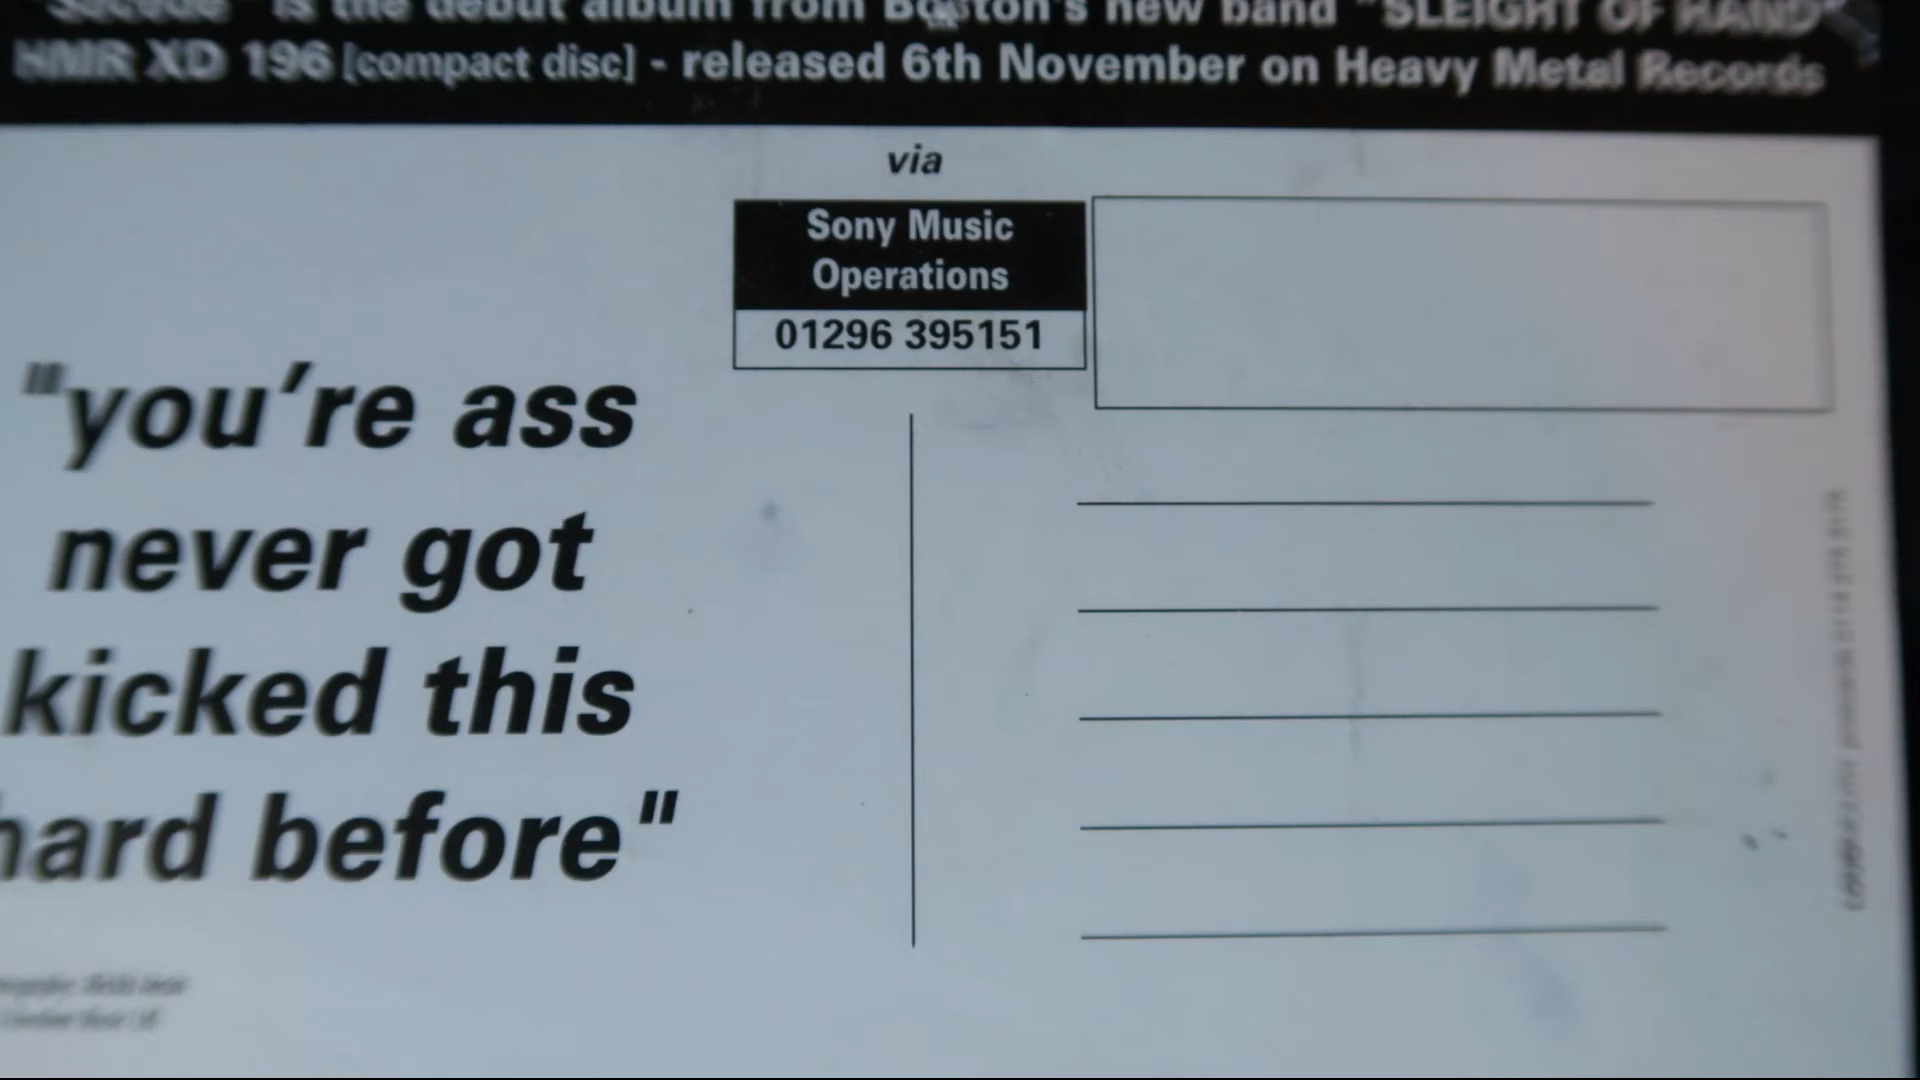 is the debut album from Boston's new band "SLEIGHT OF HAND"
HMR XD 196 [compact disc] - released 6th November on Heavy Metal Records
via
Sony Music
Operations
01296 395151
"you're ass
never got
kicked this
hard before"